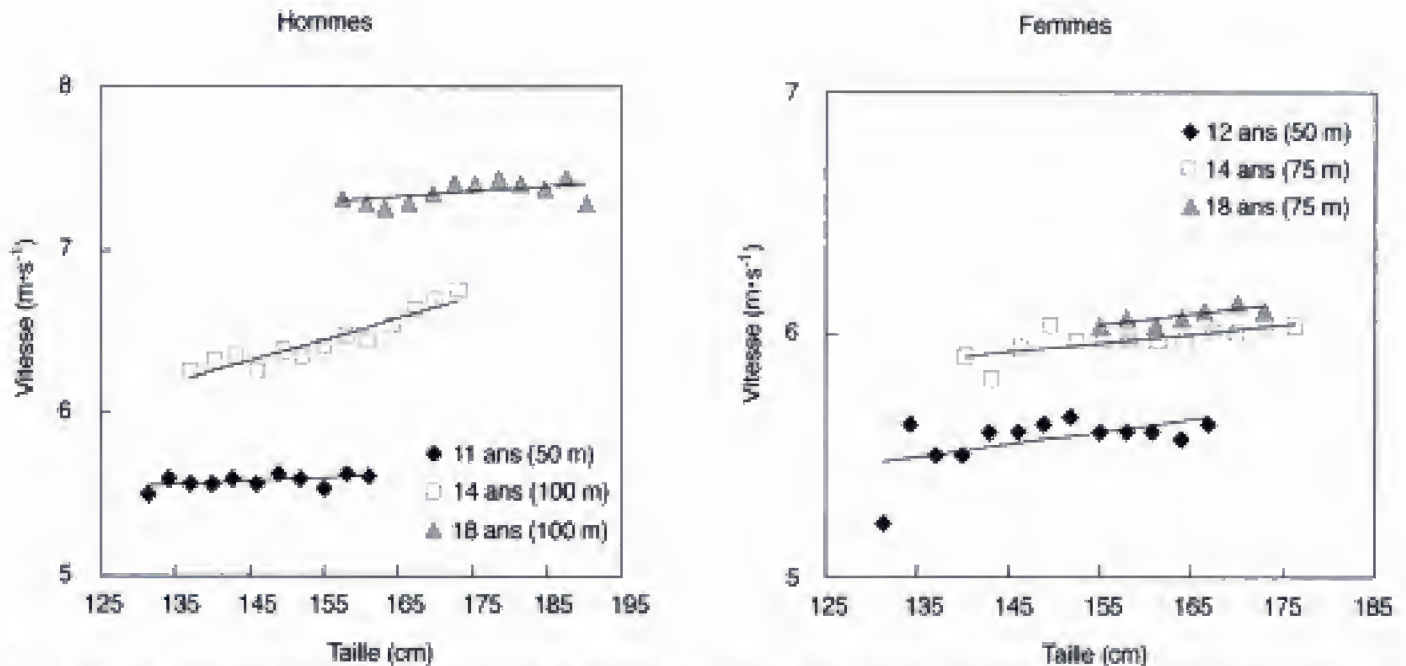 Hommes
8
7
6
5
Vitesse (m•s⁻¹)
11 ans (50 m)
14 ans (100 m)
18 ans (100 m)
125 135 145 155 165 175 185 195
Taille (cm)
Femmes
7
6
5
Vitesse (m•s⁻¹)
12 ans (50 m)
14 ans (75 m)
18 ans (75 m)
125 135 145 155 165 175 185
Taille (cm)